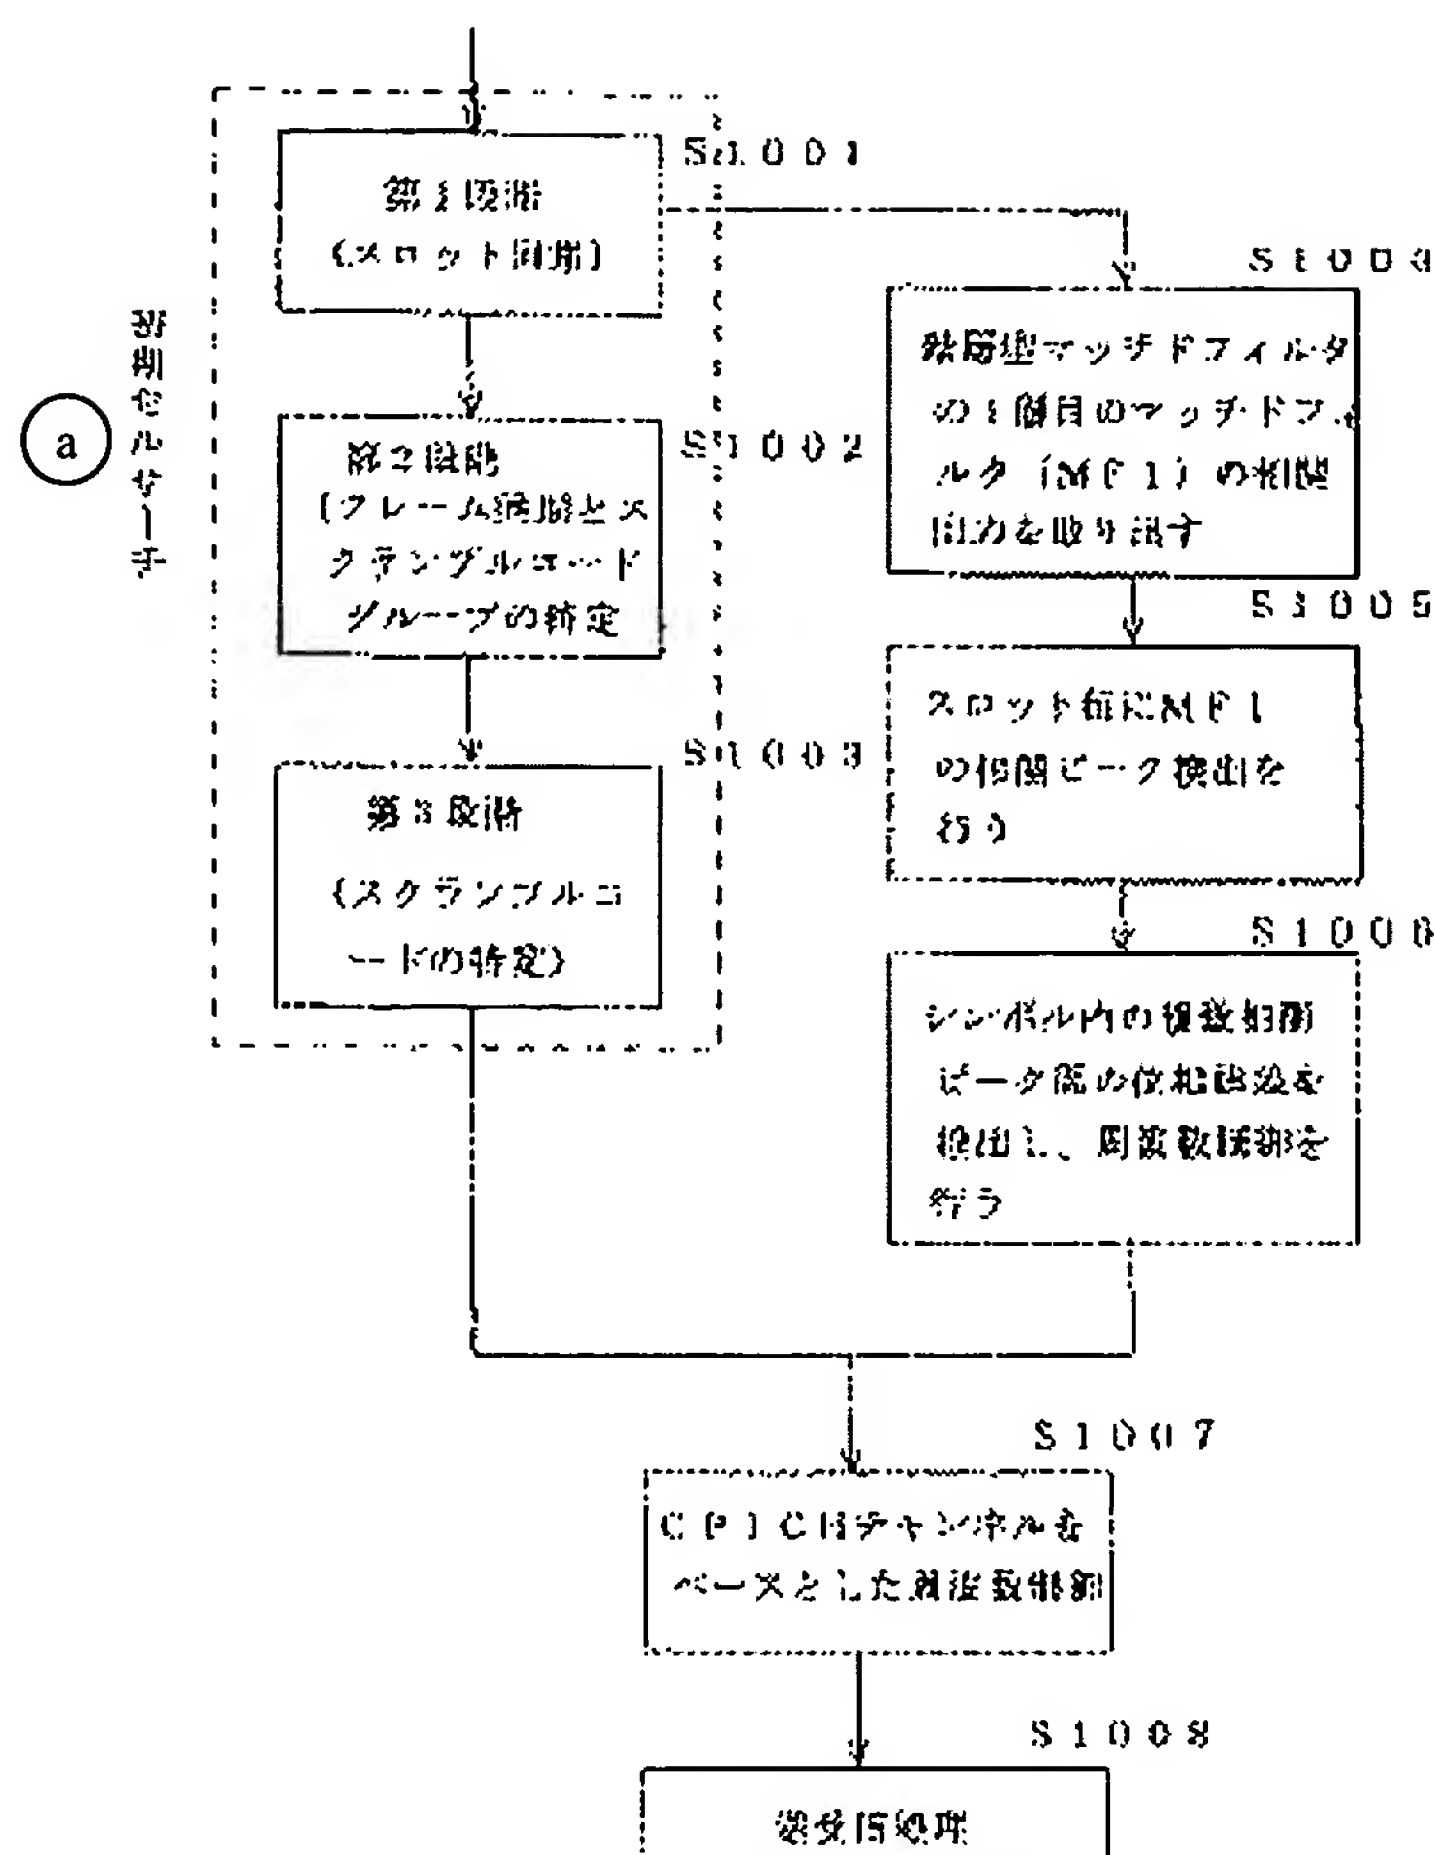 S1001
第1段階
(スロット同期)
S1004
階層型マッチドフィルタ
の1個目のマッチドフィ
ルタ (MF1) の相関
出力を取り出す
a
初期セルサーチ
S1002
第2段階
(フレーム同期とス
クランブルコード
グループの特定
S1005
スロット毎にMF1
の相関ピーク検出を
行う
S1003
第3段階
(スクランブルコ
ードの特定)
S1006
シンボル内の複数相関
ピーク間の位相
検出し、周波数制御を
行う
S1007
CPICHチャンネルを
ベースとした周波数制御
S1008
処理